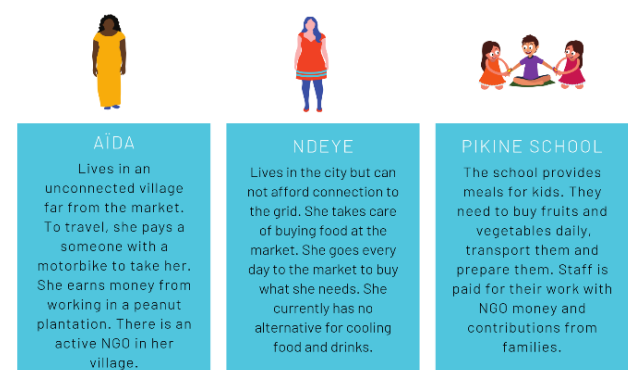 AÏDA
Lives in an
unconnected village
far from the market.
To travel, she pays a
someone with a
motorbike to take her.
She earns money from
working in a peanut
plantation. There is an
active NGO in her
village.
NDEYE
Lives in the city but can
not afford connection to
the grid. She takes care
of buying food at the
market. She goes every
day to the market to buy
what she needs. She
currently has no
alternative for cooling
food and drinks.
PIKINE SCHOOL
The school provides
meals for kids. They
need to buy fruits and
vegetables daily,
transport them and
prepare them. Staff is
paid for their work with
NGO money and
contributions from
families.